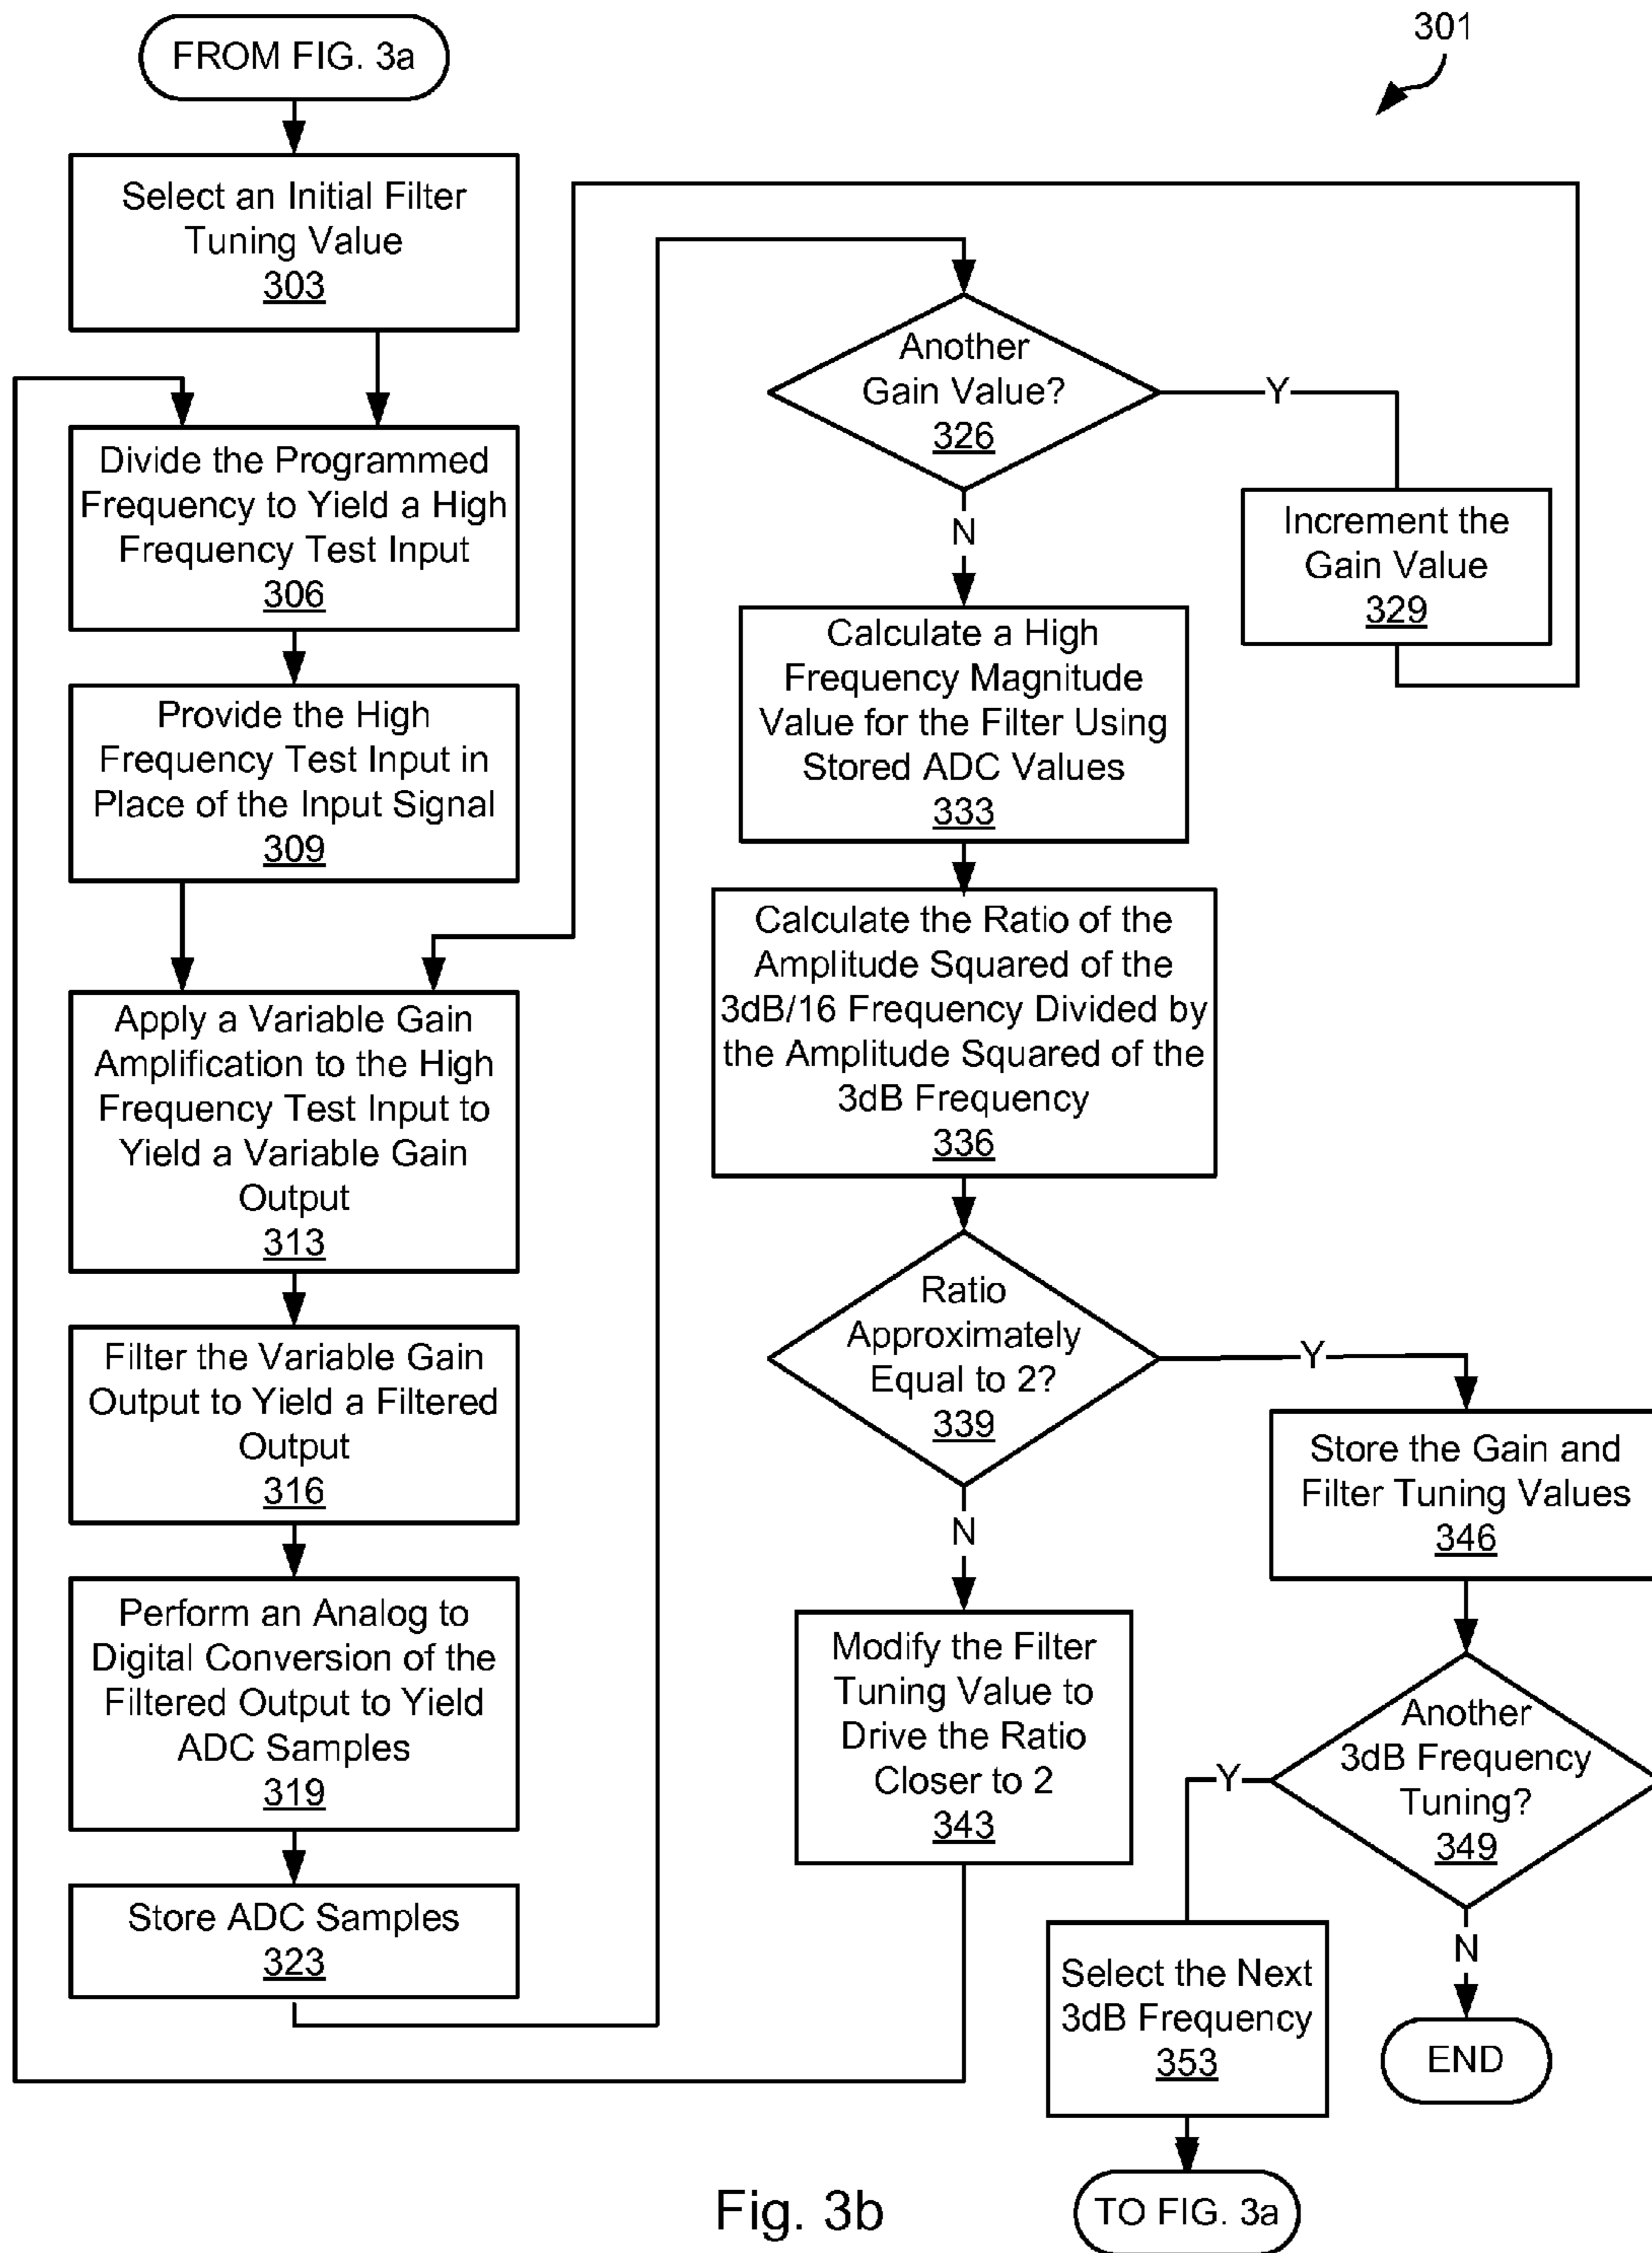 FROM FIG. 3a
301
Select an Initial Filter
Tuning Value
303
Divide the Programmed
Frequency to Yield a High
Frequency Test Input
306
Provide the High
Frequency Test Input in
Place of the Input Signal
309
Apply a Variable Gain
Amplification to the High
Frequency Test Input to
Yield a Variable Gain
Output
313
Filter the Variable Gain
Output to Yield a Filtered
Output
316
Perform an Analog to
Digital Conversion of the
Filtered Output to Yield
ADC Samples
319
Store ADC Samples
323
Another
Gain Value?
326
Y
N
Increment the
Gain Value
329
Calculate a High
Frequency Magnitude
Value for the Filter Using
Stored ADC Values
333
Calculate the Ratio of the
Amplitude Squared of the
3dB/16 Frequency Divided by
the Amplitude Squared of the
3dB Frequency
336
Ratio
Approximately
Equal to 2?
339
Y
N
Modify the Filter
Tuning Value to
Drive the Ratio
Closer to 2
343
Store the Gain and
Filter Tuning Values
346
Another
3dB Frequency
Tuning?
349
Y
N
Select the Next
3dB Frequency
353
END
TO FIG. 3a
Fig. 3b